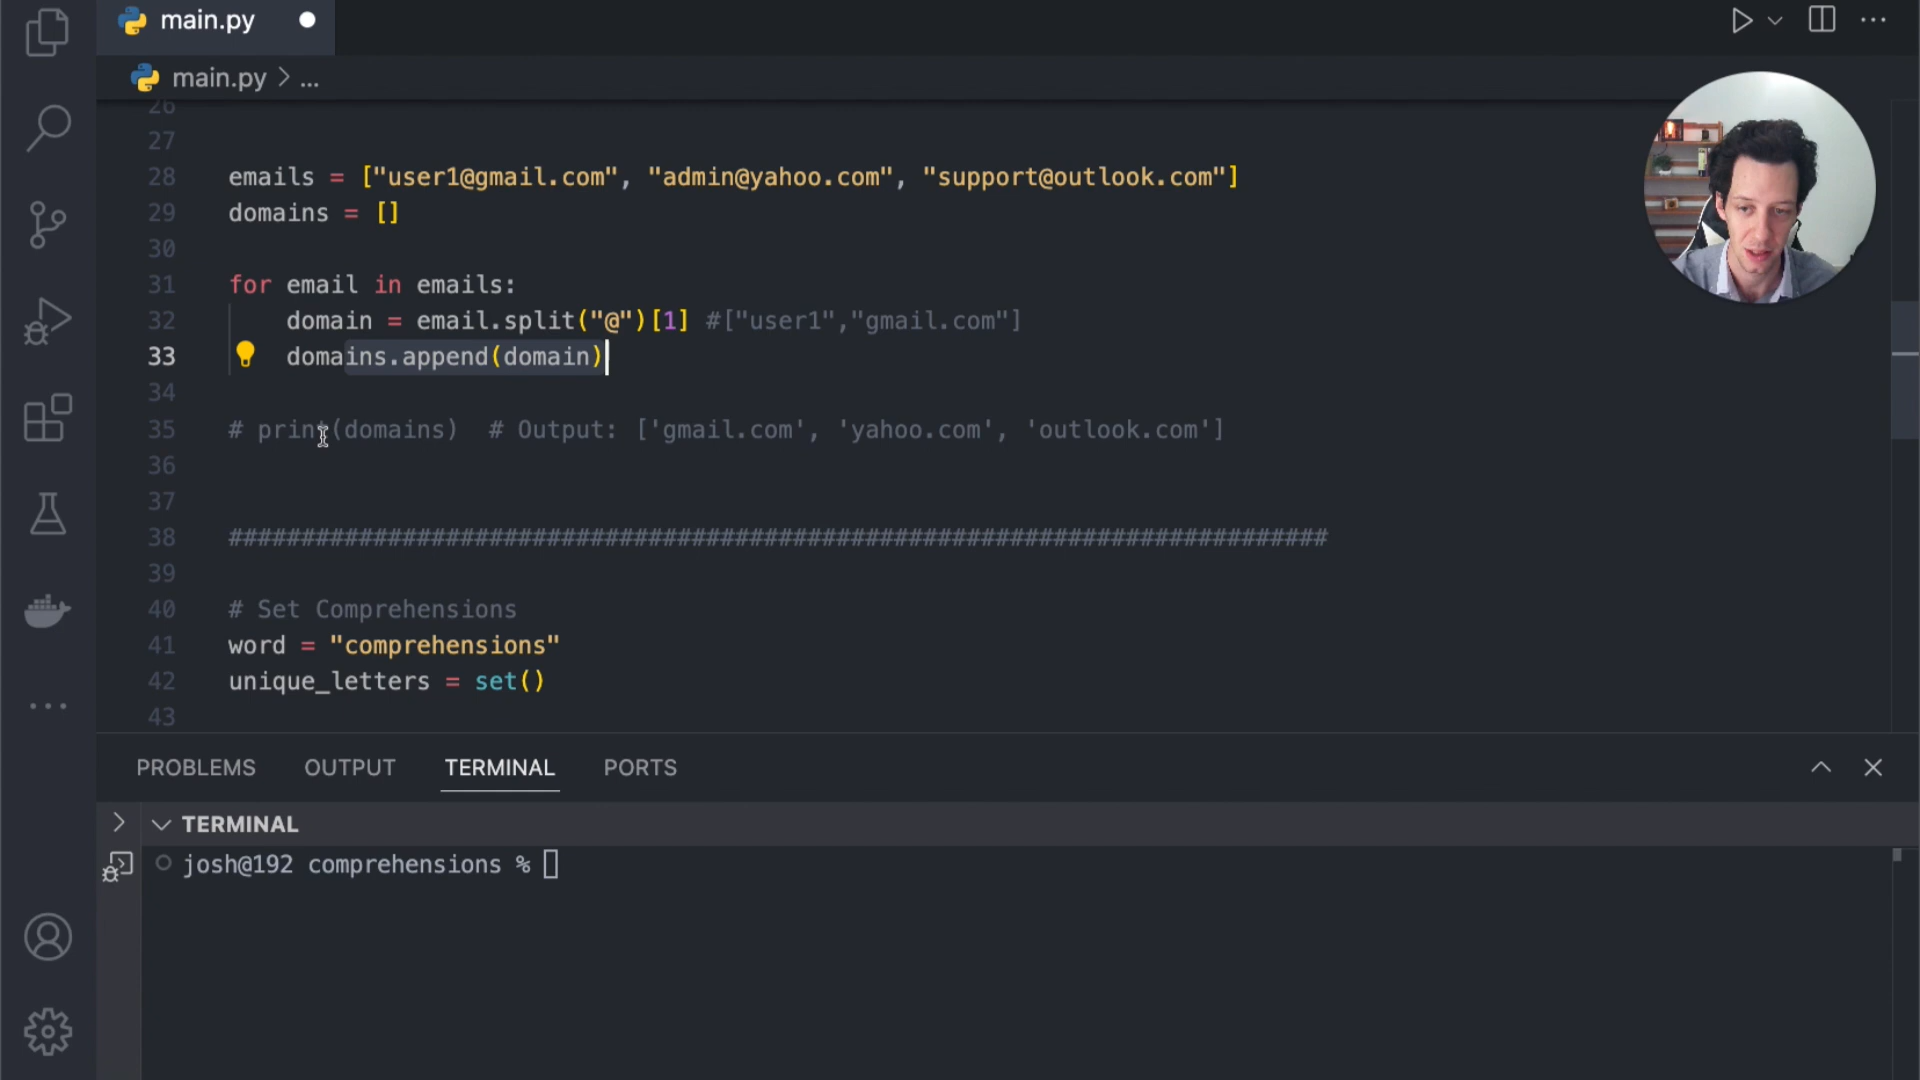 main.py
main.py > ...
26
27
28 emails = ["user1@gmail.com", "admin@yahoo.com", "support@outlook.com"]
29 domains = []
30
31 for email in emails:
32 domain = email.split("@")[1] #["user1","gmail.com"]
33 domains.append(domain)
34
35 # print(domains)  # Output: ['gmail.com', 'yahoo.com', 'outlook.com']
36
37
38 ############################################################################
39
40 # Set Comprehensions
41 word = "comprehensions"
42 unique_letters = set()
43
PROBLEMS OUTPUT TERMINAL PORTS
TERMINAL
josh@192 comprehensions %